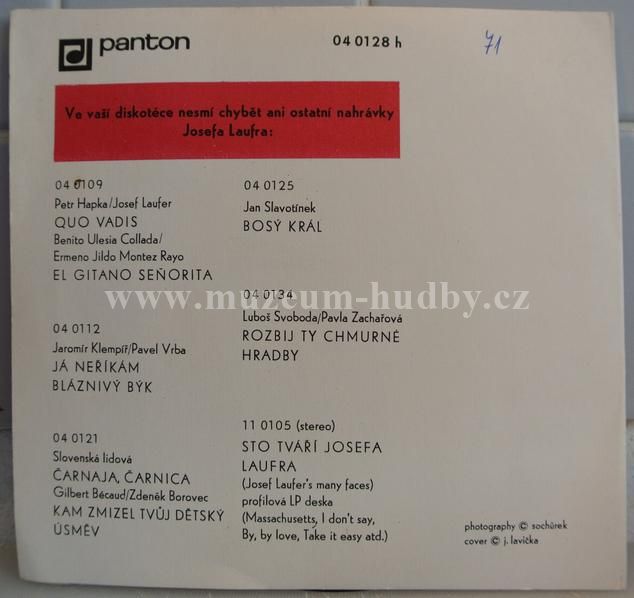 panton
04 0128 h
71
Ve vaší diskotéce nesmí chybět ani ostatní nahrávky
Josefa Laufra:
04 0109
Petr Hapka/Josef Laufer
QUO VADIS
Benito Ulesia Collada/
Ermeno Jildo Montez Rayo
EL GITANO SEÑORITA
04 0112
Jaromír Klempíř/Pavel Vrba
JÁ NEŘÍKÁM
BLÁZNIVÝ BÝK
04 0121
Slovenská lidová
ČARNAJA, ČARNICA
Gilbert Bécaud/Zdeněk Borovec
KAM ZMIZEL TVŮJ DĚTSKÝ
ÚSMĚV
04 0125
Jan Slavotínek
BOSÝ KRÁL
04 0134
Luboš Svoboda/Pavla Zachařová
ROZBIJ TY CHMURNÉ
HRADBY
11 0105 (stereo)
STO TVÁŘÍ JOSEFA
LAUFRA
(Josef Laufer's many faces)
profilová LP deska
(Massachusetts, I don't say,
By, by love, Take it easy atd.)
photography © sochůrek
cover © j. lavička
www.muzeum-hudby.cz